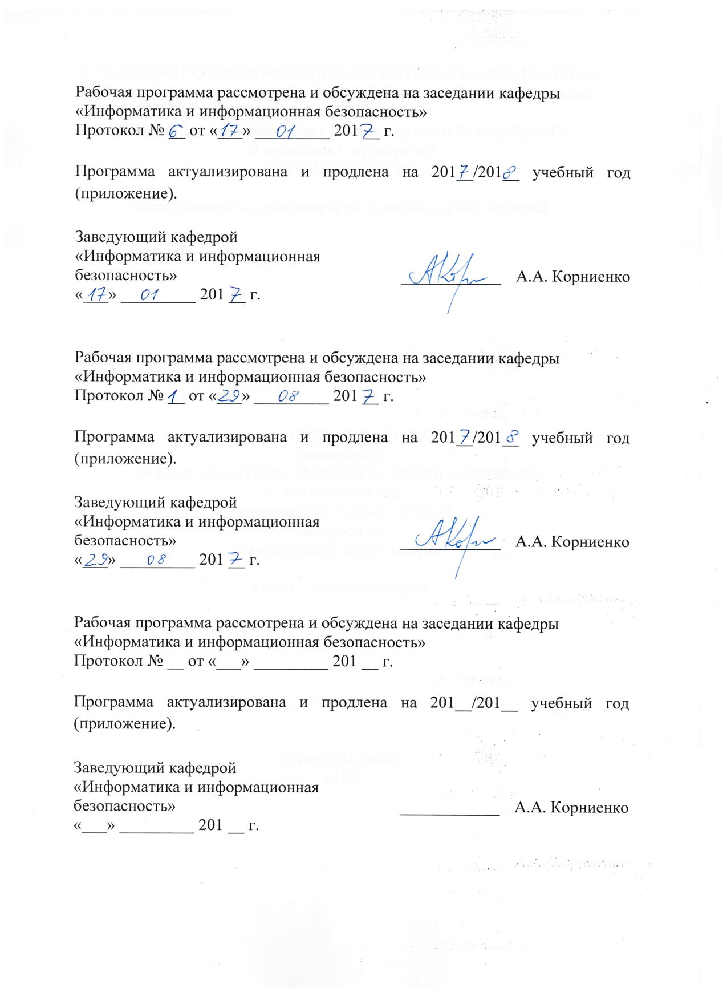 Рабочая программа рассмотрена и обсуждена на заседании кафедры
«Информатика и информационная безопасность»
Протокол № 6 от «17» 01 2017 г.
Программа актуализирована и продлена на 2017/2018 учебный год
(приложение).
Заведующий кафедрой
«Информатика и информационная
безопасность» А.А. Корниенко
«17» 01 2017 г.
Рабочая программа рассмотрена и обсуждена на заседании кафедры
«Информатика и информационная безопасность»
Протокол № 1 от «29» 08 2017 г.
Программа актуализирована и продлена на 2017/2018 учебный год
(приложение).
Заведующий кафедрой
«Информатика и информационная
безопасность» А.А. Корниенко
«29» 08 2017 г.
Рабочая программа рассмотрена и обсуждена на заседании кафедры
«Информатика и информационная безопасность»
Протокол № __ от «___» _________ 201 __ г.
Программа актуализирована и продлена на 201__/201__ учебный год
(приложение).
Заведующий кафедрой
«Информатика и информационная
безопасность» ____________ А.А. Корниенко
«___» _________ 201 __ г.